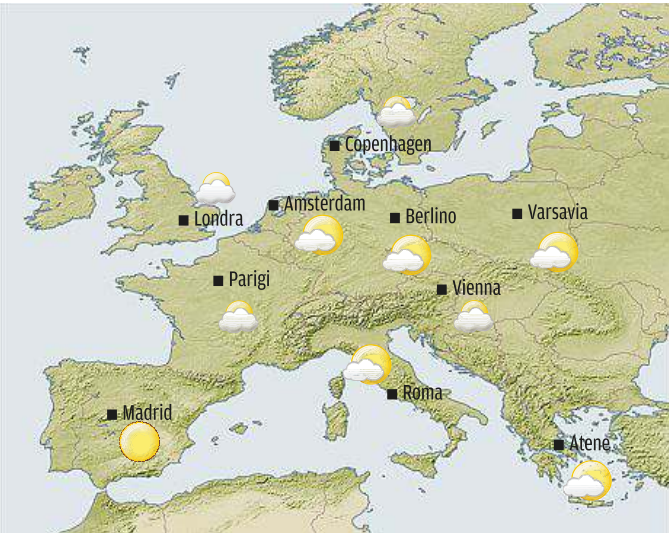 Copenhagen
Amsterdam
Londra
Berlino
Varsavia
Parigi
Vienna
Roma
Madrid
Atene